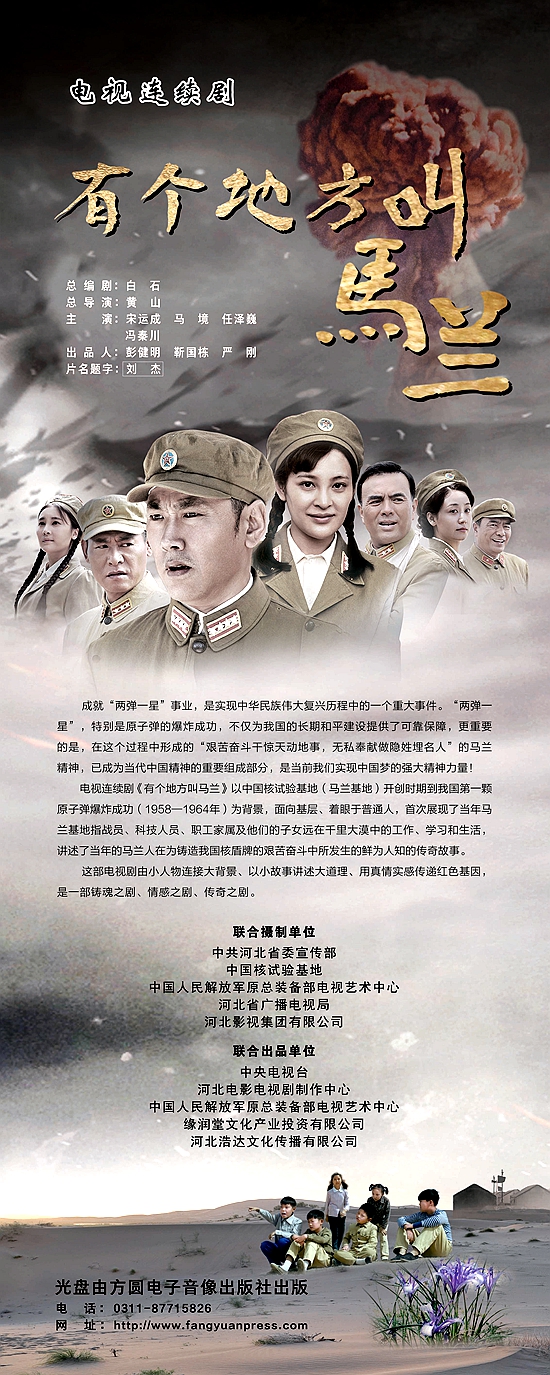 电视连续剧
有个地方叫
馬兰
总编剧：白 石
总导演：黄 山
主 演：宋运成 马 境 任泽巍
冯秦川
出品人：彭健明 靳国栋 严 刚
片名题字：刘 杰
成就“两弹一星”事业，是实现中华民族伟大复兴历程中的一个重大事件。“两弹一
星”，特别是原子弹的爆炸成功，不仅为我国的长期和平建设提供了可靠保障，更重要
的是，在这个过程中形成的“艰苦奋斗干惊天动地事，无私奉献做隐姓埋名人”的马兰
精神，已成为当代中国精神的重要组成部分，是当前我们实现中国梦的强大精神力量！
电视连续剧《有个地方叫马兰》以中国核试验基地（马兰基地）开创时期到我国第一颗
原子弹爆炸成功（1958—1964年）为背景，面向基层、着眼于普通人，首次展现了当年马
兰基地指战员、科技人员、职工家属及他们的子女远在千里大漠中的工作、学习和生活，
讲述了当年的马兰人在为铸造我国核盾牌的艰苦奋斗中所发生的鲜为人知的传奇故事。
这部电视剧由小人物连接大背景、以小故事讲述大道理、用真情实感传递红色基因，
是一部铸魂之剧、情感之剧、传奇之剧。
联合摄制单位
中共河北省委宣传部
中国核试验基地
中国人民解放军原总装备部电视艺术中心
河北省广播电视局
河北影视集团有限公司
联合出品单位
中央电视台
河北电影电视剧制作中心
中国人民解放军原总装备部电视艺术中心
缘润堂文化产业投资有限公司
河北浩达文化传播有限公司
光盘由方圆电子音像出版社出版
电 话：0311-87715826
网 址：http://www.fangyuanpress.com